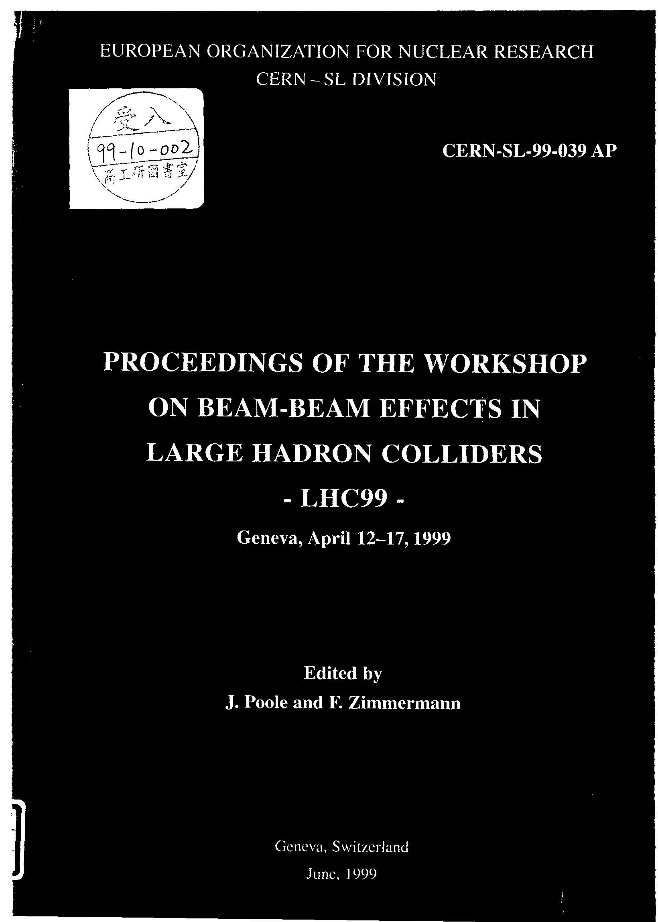 EUROPEAN ORGANIZATION FOR NUCLEAR RESEARCH
CERN – SL DIVISION
受入
99-10-002
高工研図書室
CERN-SL-99-039 AP
PROCEEDINGS OF THE WORKSHOP
ON BEAM-BEAM EFFECTS IN
LARGE HADRON COLLIDERS
- LHC99 -
Geneva, April 12–17, 1999
Edited by
J. Poole and F. Zimmermann
Geneva, Switzerland
June, 1999